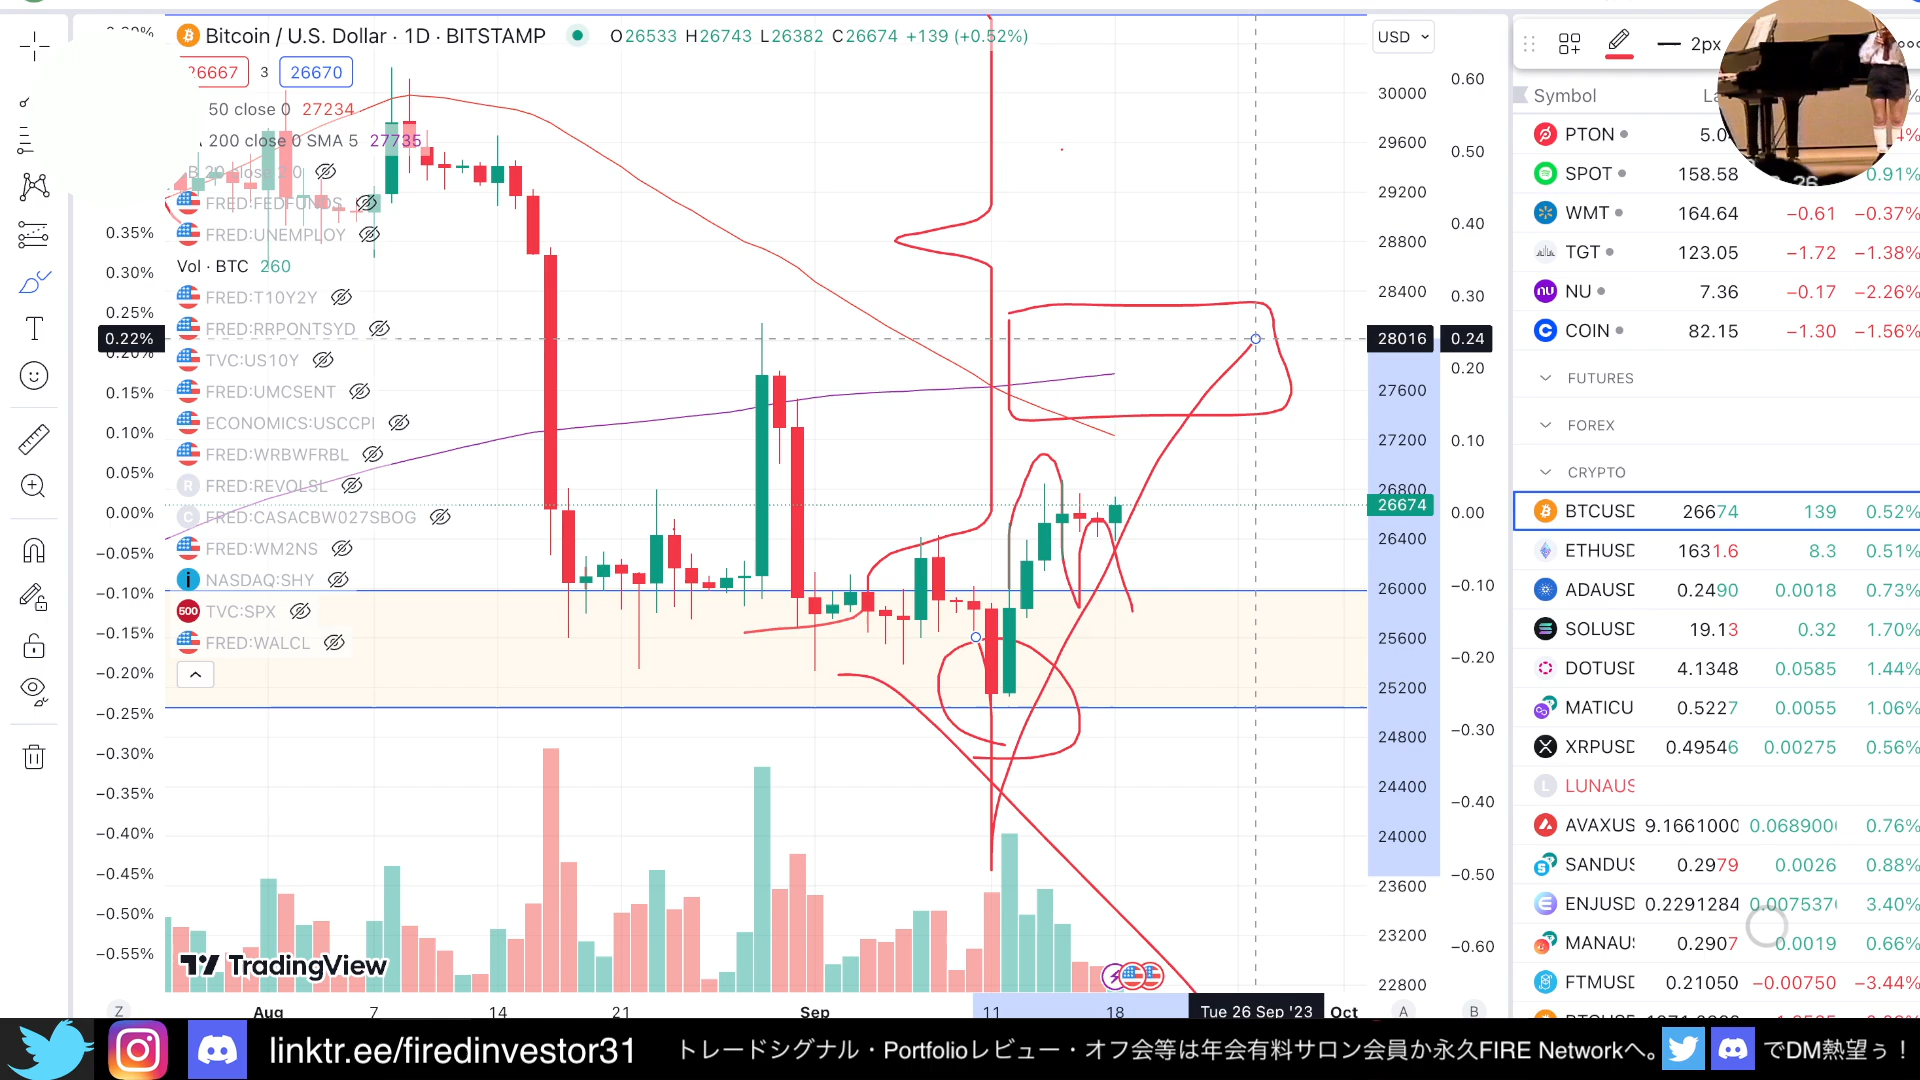 Bitcoin / U.S. Dollar · 1D · BITSTAMP O26533 H26743 L26382 C26674 +139 (+0.52%)
26667 3 26670
50 close 0 27234
200 close 0 SMA 5 27735
FRED:FEDFUNDS
FRED:UNEMPLOY
Vol · BTC 260
FRED:T10Y2Y
FRED:RRPONTSYD
TVC:US10Y
FRED:UMCSENT
ECONOMICS:USCCPI
FRED:WRBWFRBL
R FRED:REVOLSL
C FRED:CASACBW027SBOG
FRED:WM2NS
NASDAQ:SHY
500 TVC:SPX
FRED:WALCL
0.35%
0.30%
0.25%
0.22%
0.20%
0.15%
0.10%
0.05%
0.00%
−0.05%
−0.10%
−0.15%
−0.20%
−0.25%
−0.30%
−0.35%
−0.40%
−0.45%
−0.50%
−0.55%
Z
TradingView
Aug 7 14 21 Sep 11 18 Tue 26 Sep '23 Oct A B
USD
30000
29600
29200
28800
28400
28016
27600
27200
26800
26674
26400
26000
25600
25200
24800
24400
24000
23600
23200
22800
0.60
0.50
0.40
0.30
0.24
0.20
0.10
0.00
−0.10
−0.20
−0.30
−0.40
−0.50
−0.60
2px
Symbol
PTON
SPOT 158.58 0.91%
WMT 164.64 −0.61 −0.37%
TGT 123.05 −1.72 −1.38%
NU 7.36 −0.17 −2.26%
COIN 82.15 −1.30 −1.56%
FUTURES
FOREX
CRYPTO
BTCUSD 26674 139 0.52%
ETHUSD 1631.6 8.3 0.51%
ADAUSD 0.2490 0.0018 0.73%
SOLUSD 19.13 0.32 1.70%
DOTUSD 4.1348 0.0585 1.44%
MATICU 0.5227 0.0055 1.06%
XRPUSD 0.49546 0.00275 0.56%
L LUNAUS
AVAXUS 9.1661000 0.068900 0.76%
SANDUS 0.2979 0.0026 0.88%
ENJUSD 0.2291284 0.007537 3.40%
MANAUS 0.2907 0.0019 0.66%
FTMUSD 0.21050 −0.00750 −3.44%
linktr.ee/firedinvestor31 トレードシグナル・Portfolioレビュー・オフ会等は年会有料サロン会員か永久FIRE Networkへ。 でDM熱望ぅ！